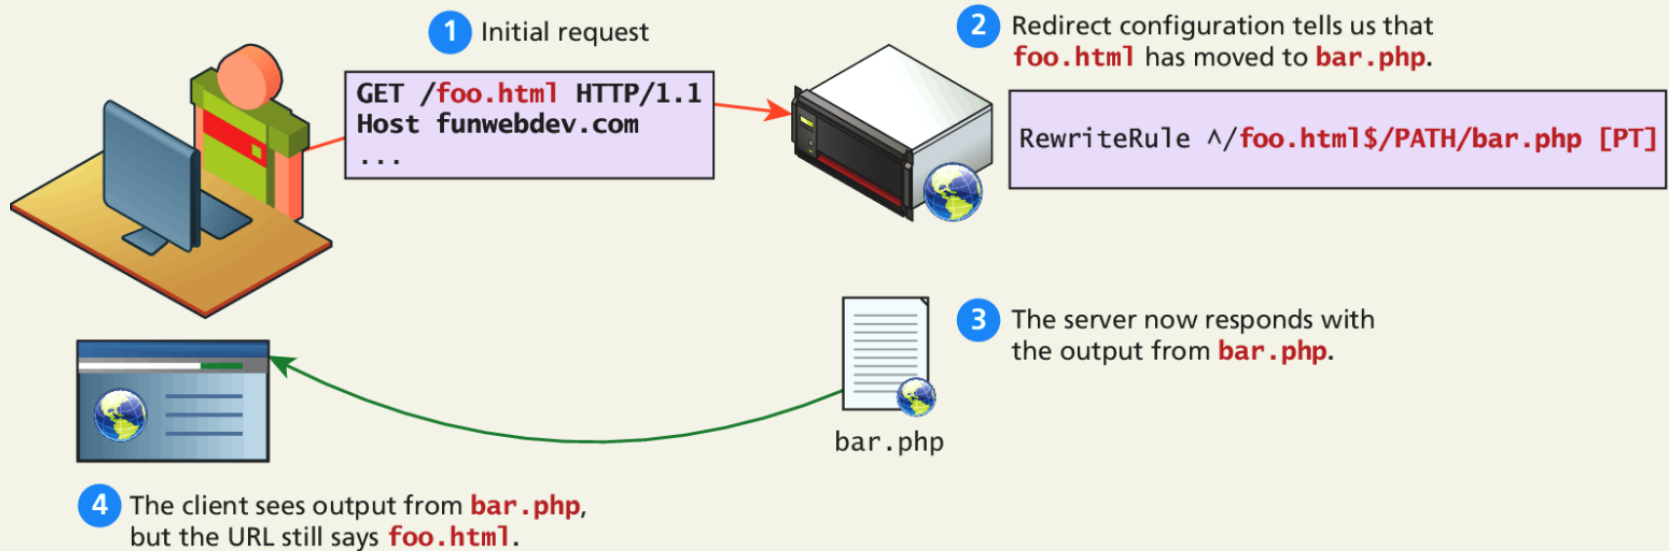 1 Initial request
GET /foo.html HTTP/1.1
Host funwebdev.com
...
2 Redirect configuration tells us that
foo.html has moved to bar.php.
RewriteRule ^/foo.html$/PATH/bar.php [PT]
3 The server now responds with
the output from bar.php.
bar.php
4 The client sees output from bar.php,
but the URL still says foo.html.